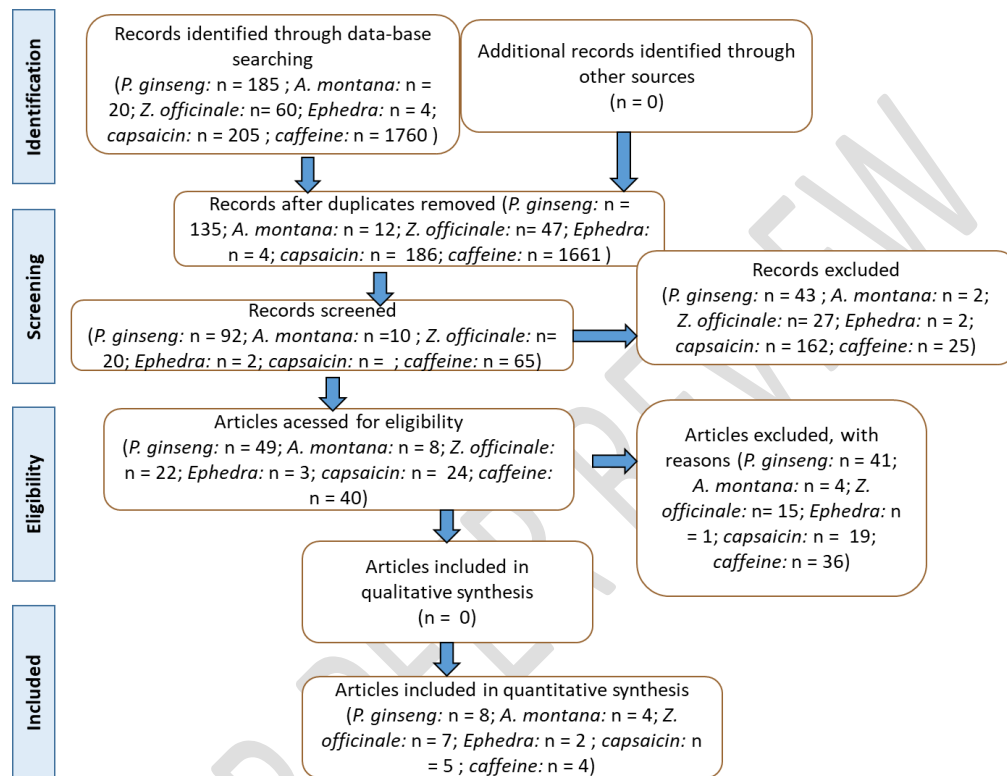 Identification
Records identified through data-base
searching
(P. ginseng: n = 185 ; A. montana: n =
20; Z. officinale: n= 60; Ephedra: n = 4;
capsaicin: n = 205 ; caffeine: n = 1760 )
Additional records identified through
other sources
(n = 0)
Screening
Records after duplicates removed (P. ginseng: n =
135; A. montana: n = 12; Z. officinale: n= 47; Ephedra:
n = 4; capsaicin: n = 186; caffeine: n = 1661 )
Records screened
(P. ginseng: n = 92; A. montana: n =10 ; Z. officinale: n=
20; Ephedra: n = 2; capsaicin: n = ; caffeine: n = 65)
Records excluded
(P. ginseng: n = 43 ; A. montana: n = 2;
Z. officinale: n= 27; Ephedra: n = 2;
capsaicin: n = 162; caffeine: n = 25)
Eligibility
Articles acessed for eligibility
(P. ginseng: n = 49; A. montana: n = 8; Z. officinale:
n = 22; Ephedra: n = 3; capsaicin: n = 24; caffeine:
n = 40)
Articles excluded, with
reasons (P. ginseng: n = 41;
A. montana: n = 4; Z.
officinale: n= 15; Ephedra: n
= 1; capsaicin: n = 19;
caffeine: n = 36)
Articles included in
qualitative synthesis
(n = 0)
Included
Articles included in quantitative synthesis
(P. ginseng: n = 8; A. montana: n = 4; Z.
officinale: n = 7; Ephedra: n = 2 ; capsaicin: n
= 5 ; caffeine: n = 4)
REVIEW